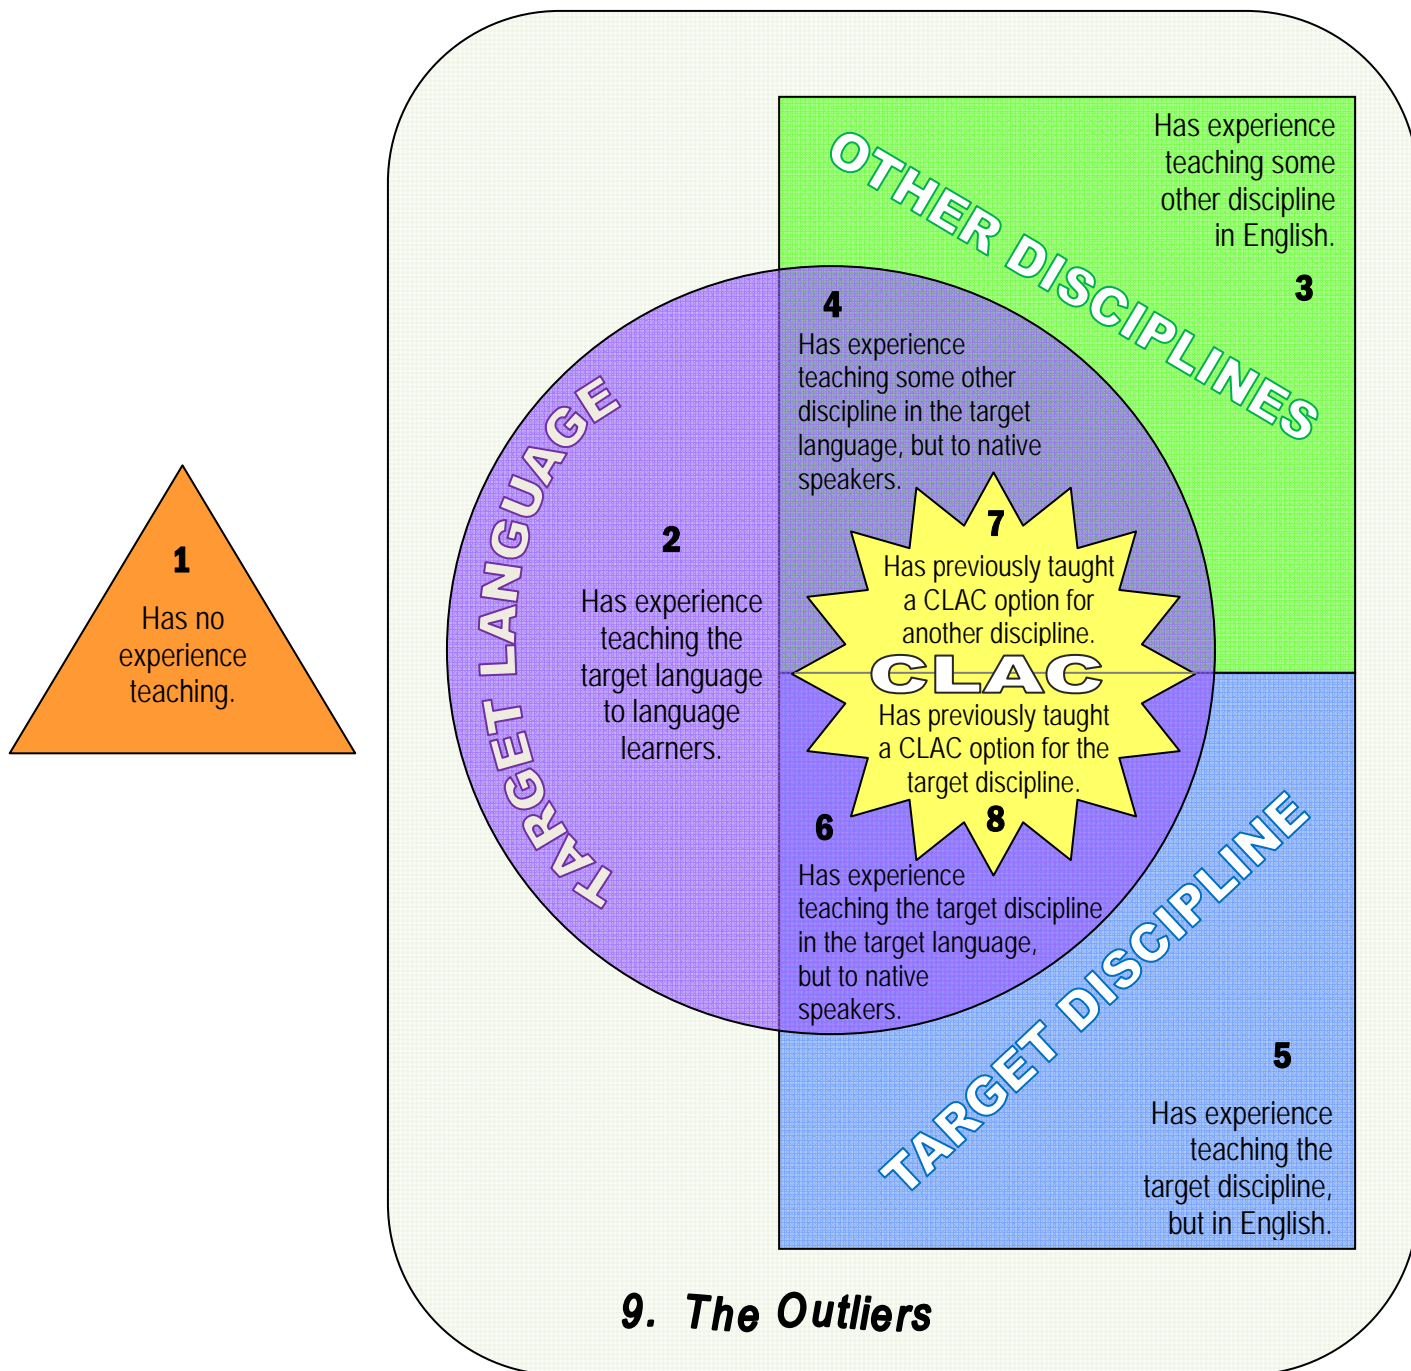 1
Has no
experience
teaching.
TARGET LANGUAGE
2
Has experience
teaching the
target language
to language
learners.
OTHER DISCIPLINES
Has experience
teaching some
other discipline
in English.
3
4
Has experience
teaching some other
discipline in the target
language, but to native
speakers.
7
Has previously taught
a CLAC option for
another discipline.
CLAC
Has previously taught
a CLAC option for the
target discipline.
8
6
Has experience
teaching the target discipline
in the target language,
but to native
speakers.
TARGET DISCIPLINE
5
Has experience
teaching the
target discipline,
but in English.
9. The Outliers